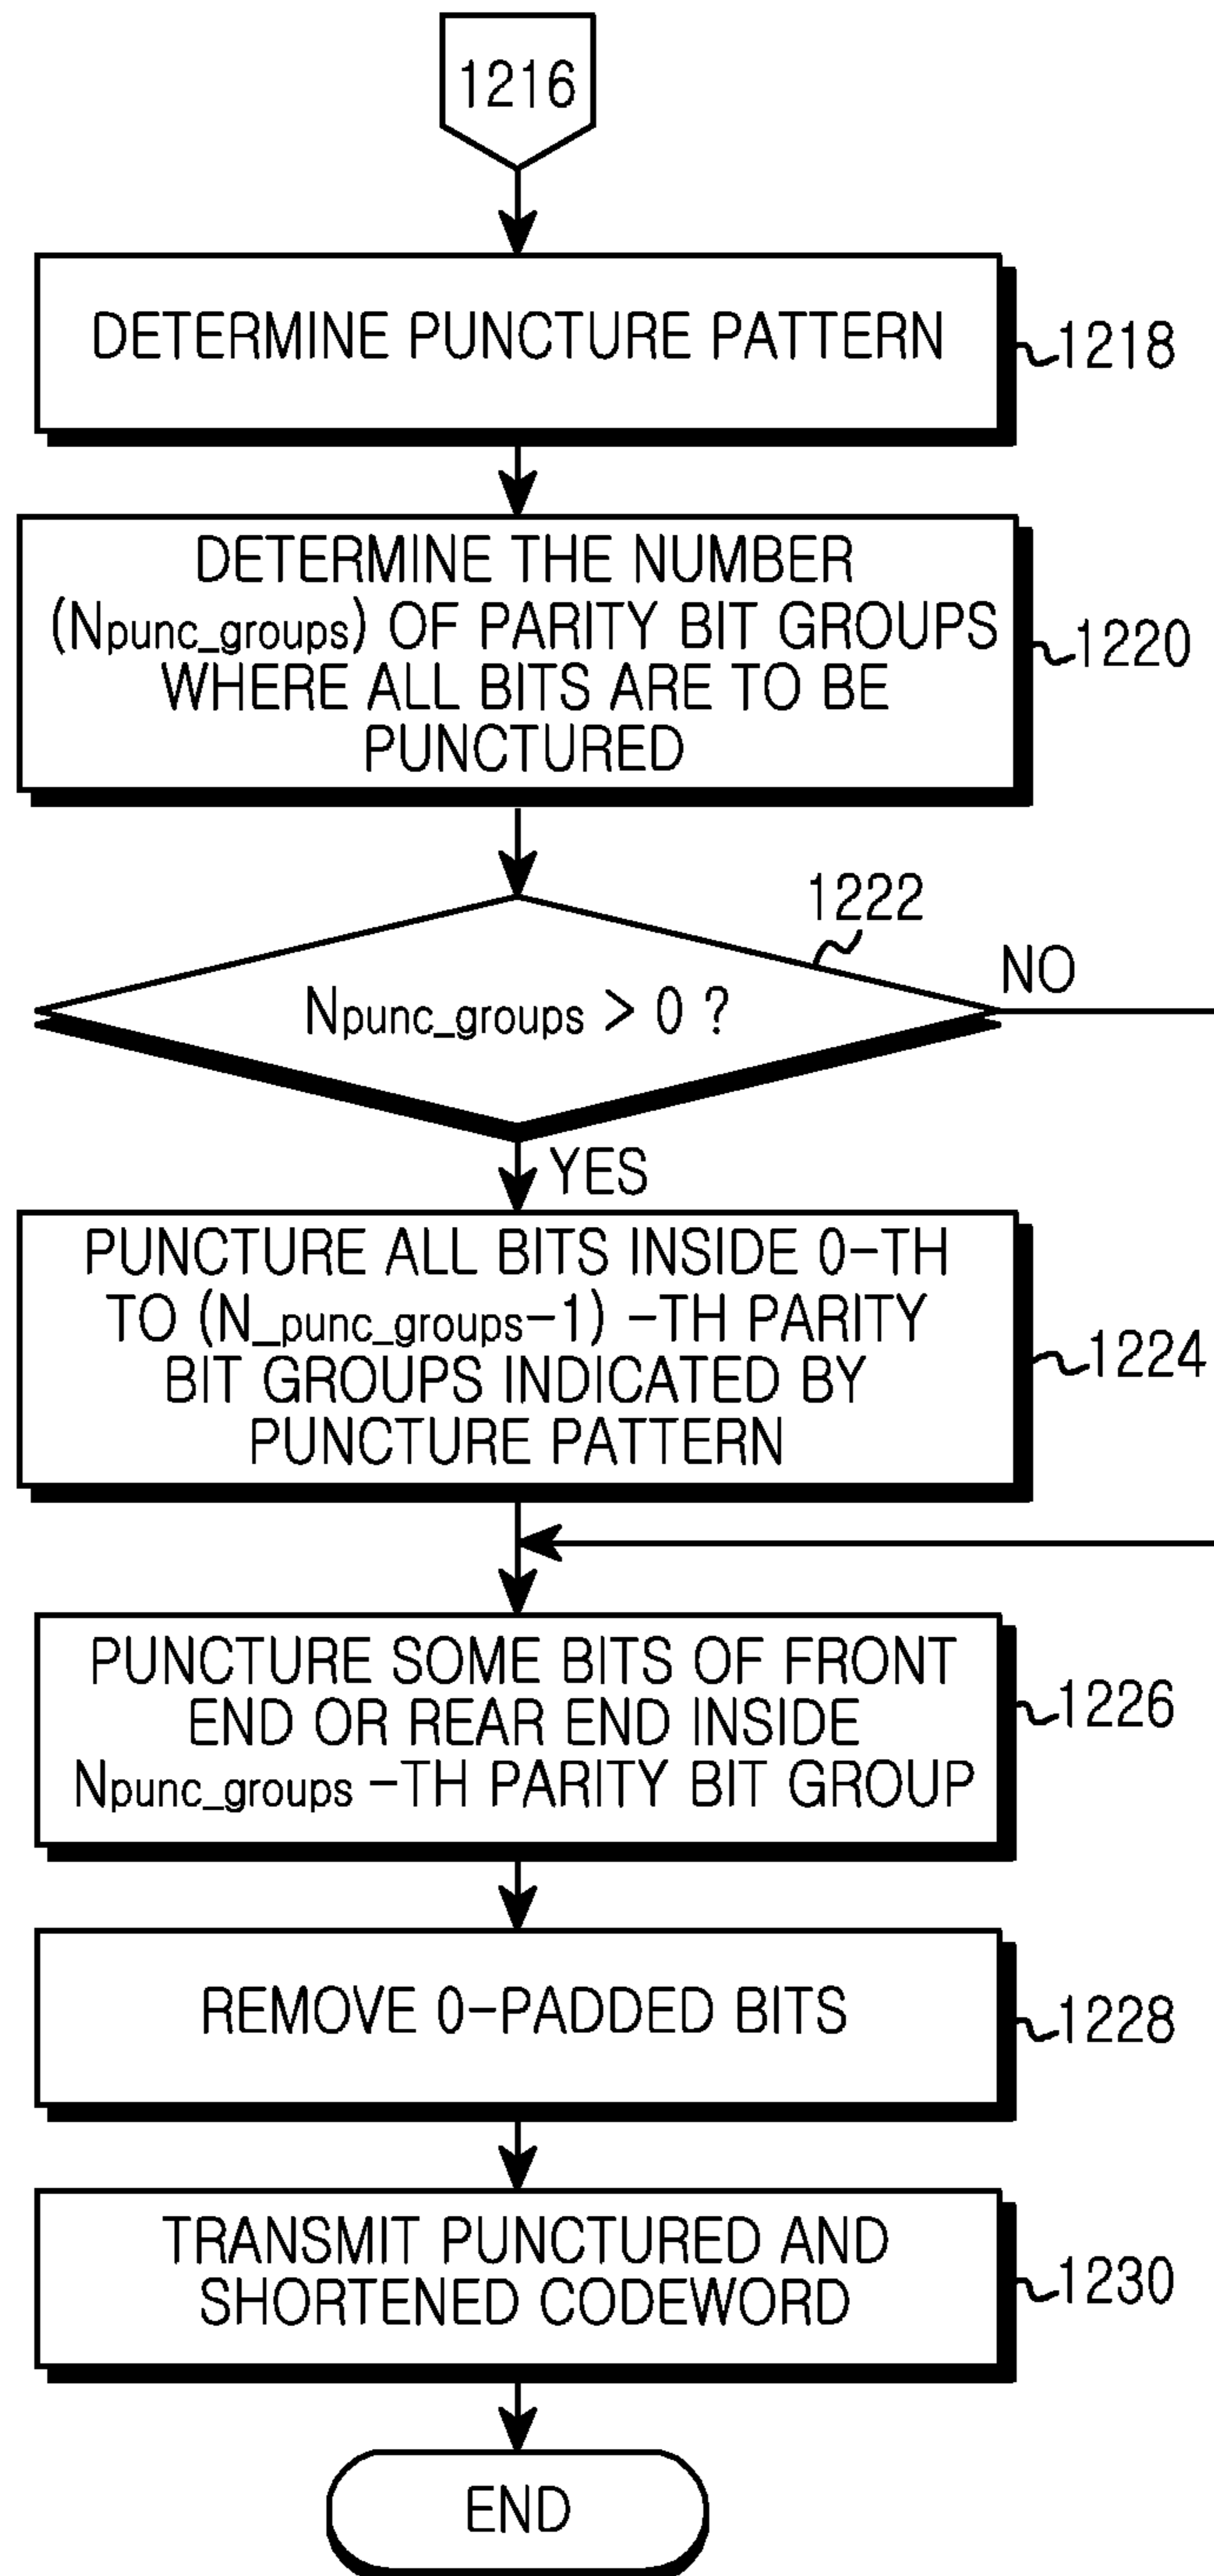 1216
DETERMINE PUNCTURE PATTERN
1218
DETERMINE THE NUMBER
(Npunc_groups) OF PARITY BIT GROUPS
WHERE ALL BITS ARE TO BE
PUNCTURED
1220
1222
Npunc_groups > 0 ?
NO
YES
PUNCTURE ALL BITS INSIDE 0-TH
TO (N_punc_groups-1) -TH PARITY
BIT GROUPS INDICATED BY
PUNCTURE PATTERN
1224
PUNCTURE SOME BITS OF FRONT
END OR REAR END INSIDE
Npunc_groups -TH PARITY BIT GROUP
1226
REMOVE 0-PADDED BITS
1228
TRANSMIT PUNCTURED AND
SHORTENED CODEWORD
1230
END